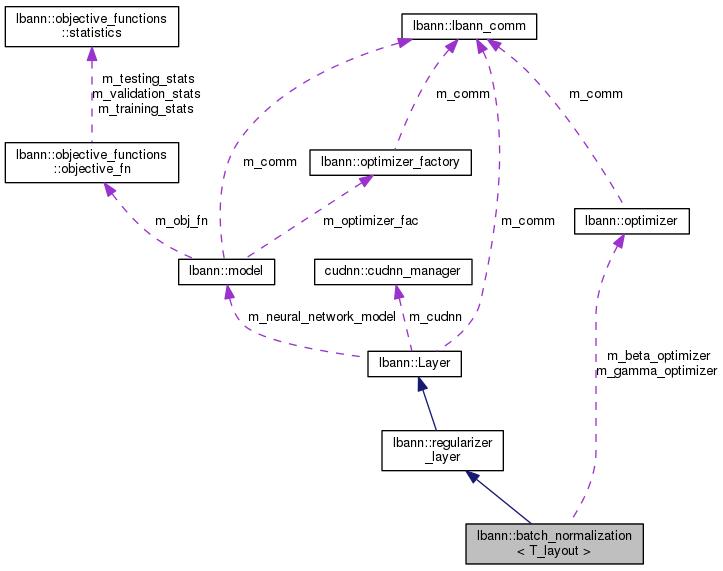 lbann::objective_functions
::statistics
lbann::lbann_comm
m_testing_stats
m_validation_stats
m_training_stats
m_comm
m_comm
lbann::objective_functions
::objective_fn
m_comm
lbann::optimizer_factory
m_obj_fn
m_optimizer_fac
m_comm
lbann::optimizer
lbann::model
cudnn::cudnn_manager
m_neural_network_model
m_cudnn
lbann::Layer
m_beta_optimizer
m_gamma_optimizer
lbann::regularizer
_layer
lbann::batch_normalization
< T_layout >